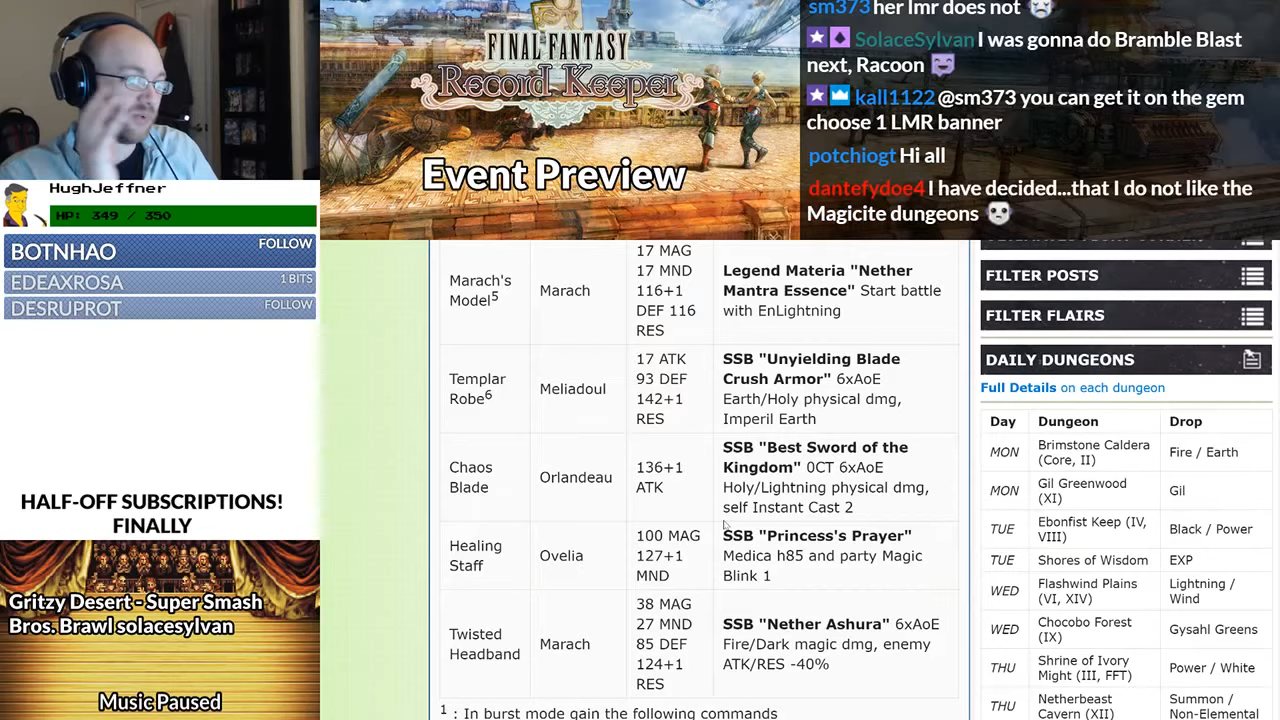 FINAL FANTASY
Record Keeper
Event Preview
sm373 her lmr does not
SolaceSylvan I was gonna do Bramble Blast
next, Racoon
kall1122 @sm373 you can get it on the gem
choose 1 LMR banner
potchiogt Hi all
dantefydoe4 I have decided...that I do not like the
Magicite dungeons
HughJeffner
HP: 349 / 350
BOTNHAO FOLLOW
EDEAXROSA 1 BITS
DESRUPROT FOLLOW
HALF-OFF SUBSCRIPTIONS!
FINALLY
Gritzy Desert - Super Smash
Bros. Brawl solacesylvan
Music Paused
Marach's
Model5
Marach
17 MAG
17 MND
116+1
DEF 116
RES
Legend Materia "Nether
Mantra Essence" Start battle
with EnLightning
Templar
Robe6
Meliadoul
17 ATK
93 DEF
142+1
RES
SSB "Unyielding Blade
Crush Armor" 6xAoE
Earth/Holy physical dmg,
Imperil Earth
Chaos
Blade
Orlandeau
136+1
ATK
SSB "Best Sword of the
Kingdom" 0CT 6xAoE
Holy/Lightning physical dmg,
self Instant Cast 2
Healing
Staff
Ovelia
100 MAG
127+1
MND
SSB "Princess's Prayer"
Medica h85 and party Magic
Blink 1
Twisted
Headband
Marach
38 MAG
27 MND
85 DEF
124+1
RES
SSB "Nether Ashura" 6xAoE
Fire/Dark magic dmg, enemy
ATK/RES -40%
1 : In burst mode gain the following commands
FILTER POSTS
FILTER FLAIRS
DAILY DUNGEONS
Full Details on each dungeon
Day Dungeon Drop
MON Brimstone Caldera
(Core, II) Fire / Earth
MON Gil Greenwood
(XI) Gil
TUE Ebonfist Keep (IV,
VIII) Black / Power
TUE Shores of Wisdom EXP
WED Flashwind Plains
(VI, XIV) Lightning /
Wind
WED Chocobo Forest
(IX) Gysahl Greens
THU Shrine of Ivory
Might (III, FFT) Power / White
THU Netherbeast
Cavern (XII) Summon /
Non-Elemental